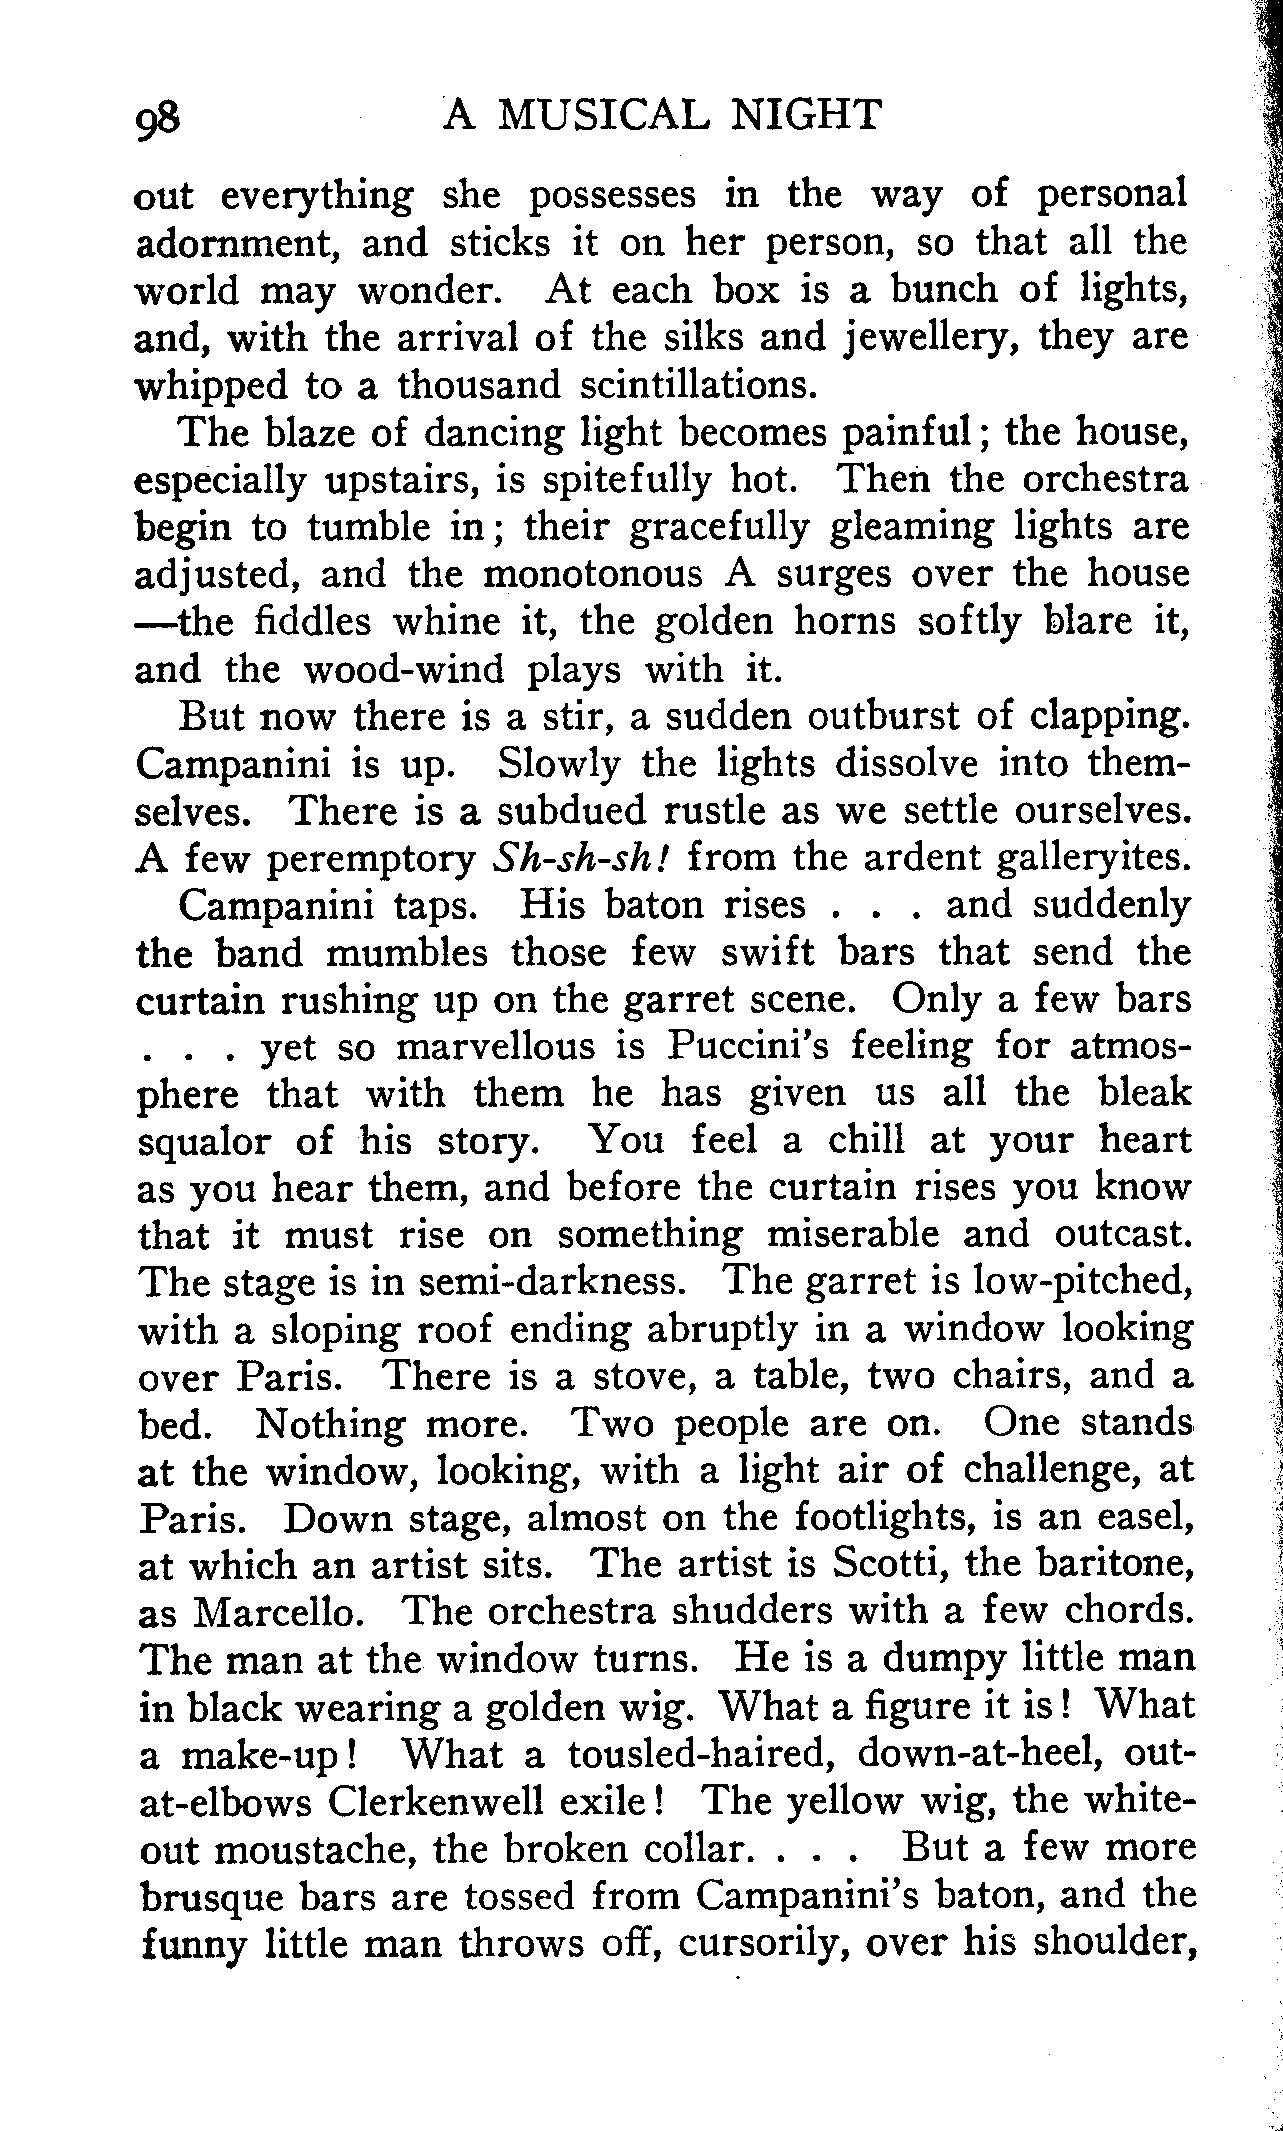 98 A MUSICAL NIGHT
out everything she possesses in the way of personal
adornment, and sticks it on her person, so that all the
world may wonder. At each box is a bunch of lights,
and, with the arrival of the silks and jewellery, they are
whipped to a thousand scintillations.
The blaze of dancing light becomes painful; the house,
especially upstairs, is spitefully hot. Then the orchestra
begin to tumble in; their gracefully gleaming lights are
adjusted, and the monotonous A surges over the house
—the fiddles whine it, the golden horns softly blare it,
and the wood-wind plays with it.
But now there is a stir, a sudden outburst of clapping.
Campanini is up. Slowly the lights dissolve into them-
selves. There is a subdued rustle as we settle ourselves.
A few peremptory Sh-sh-sh! from the ardent galleryites.
Campanini taps. His baton rises . . . and suddenly
the band mumbles those few swift bars that send the
curtain rushing up on the garret scene. Only a few bars
. . . yet so marvellous is Puccini's feeling for atmos-
phere that with them he has given us all the bleak
squalor of his story. You feel a chill at your heart
as you hear them, and before the curtain rises you know
that it must rise on something miserable and outcast.
The stage is in semi-darkness. The garret is low-pitched,
with a sloping roof ending abruptly in a window looking
over Paris. There is a stove, a table, two chairs, and a
bed. Nothing more. Two people are on. One stands
at the window, looking, with a light air of challenge, at
Paris. Down stage, almost on the footlights, is an easel,
at which an artist sits. The artist is Scotti, the baritone,
as Marcello. The orchestra shudders with a few chords.
The man at the window turns. He is a dumpy little man
in black wearing a golden wig. What a figure it is! What
a make-up! What a tousled-haired, down-at-heel, out-
at-elbows Clerkenwell exile! The yellow wig, the white-
out moustache, the broken collar. . . . But a few more
brusque bars are tossed from Campanini's baton, and the
funny little man throws off, cursorily, over his shoulder,